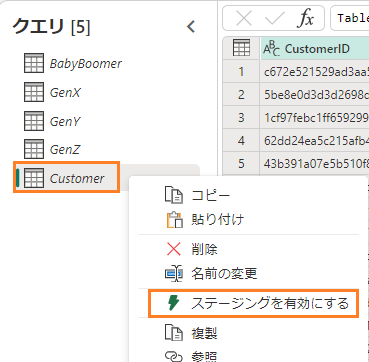 クエリ [5]
BabyBoomer
GenX
GenY
GenZ
Customer
fx
Table
CustomerID
1 c672e521529ad3aa5
2 5be8e0d3d3d2698c
3 1cf97febc1ff659299
4 62dd24ea5c215afb4
5 43b391a07e5b510f8
コピー
貼り付け
削除
名前の変更
ステージングを有効にする
複製
参照